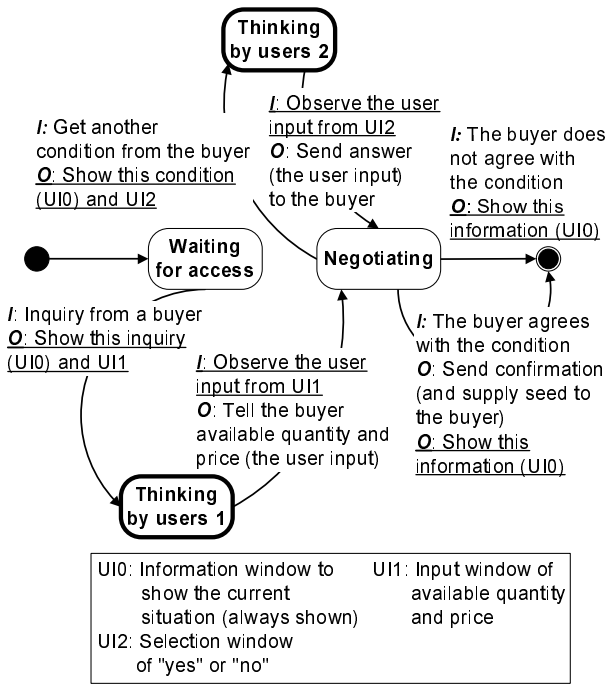 Thinking
by users 2
I: Get another
condition from the buyer
O: Show this condition
(UI0) and UI2
I: Observe the user
input from UI2
O: Send answer
(the user input)
to the buyer
I: The buyer does
not agree with
the condition
O: Show this
information (UI0)
Waiting
for access
Negotiating
I: Inquiry from a buyer
O: Show this inquiry
(UI0) and UI1
I: Observe the user
input from UI1
O: Tell the buyer
available quantity and
price (the user input)
I: The buyer agrees
with the condition
O: Send confirmation
(and supply seed to
the buyer)
O: Show this
information (UI0)
Thinking
by users 1
UI0: Information window to
show the current
situation (always shown)
UI2: Selection window
of "yes" or "no"
UI1: Input window of
available quantity
and price